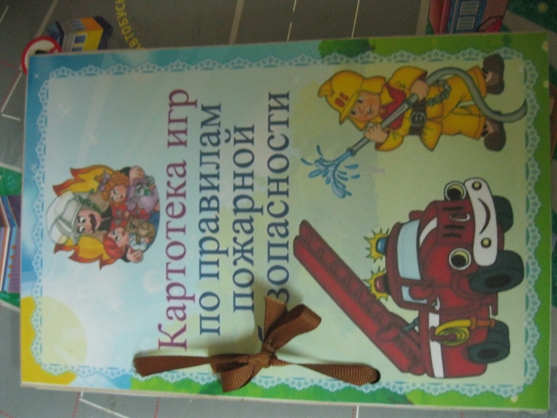 Картотека игр
по правилам
пожарной
безопасности